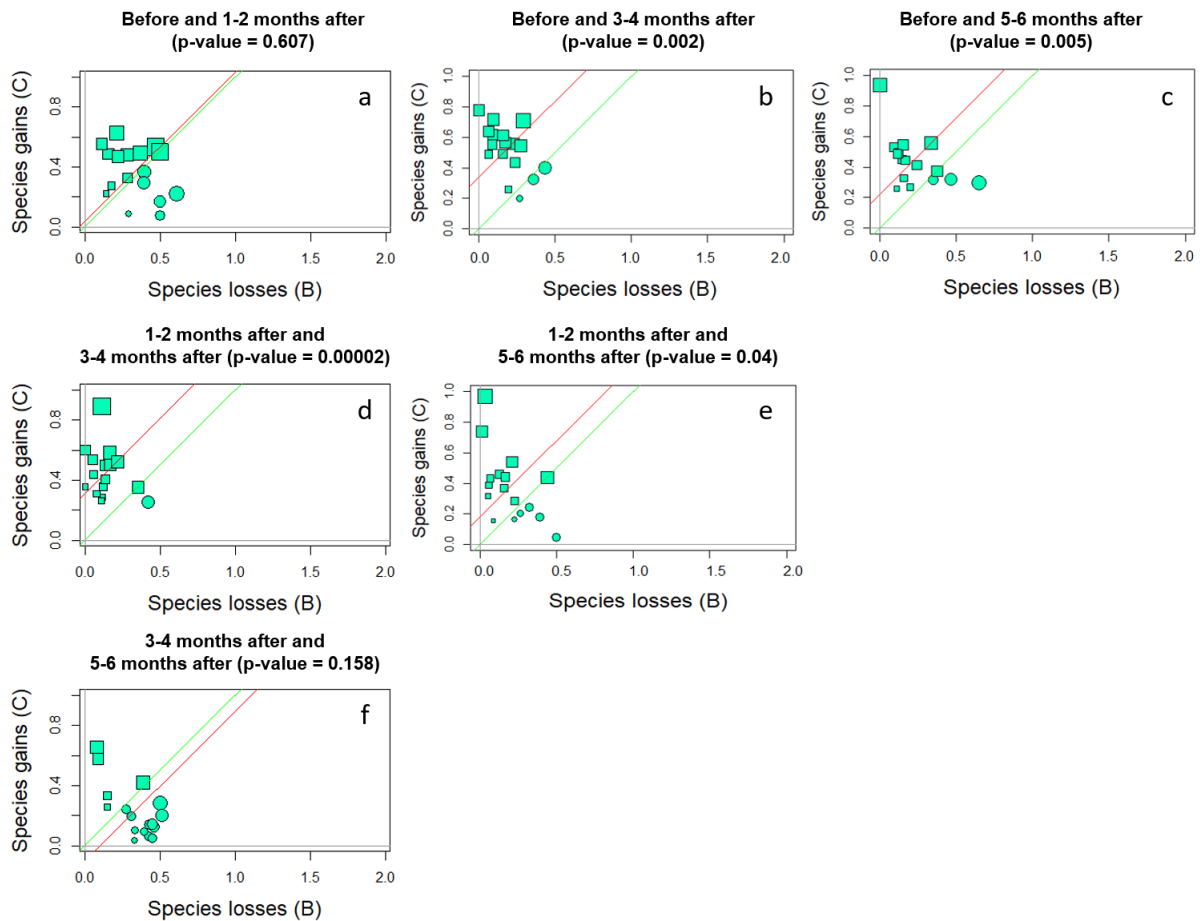 Before and 1-2 months after
(p-value = 0.607)
Species gains (C)
0.0 0.4 0.8
a
0.0 0.5 1.0 1.5 2.0
Species losses (B)
Before and 3-4 months after
(p-value = 0.002)
Species gains (C)
0.0 0.2 0.4 0.6 0.8 1.0
b
0.0 0.5 1.0 1.5 2.0
Species losses (B)
Before and 5-6 months after
(p-value = 0.005)
Species gains (C)
0.0 0.2 0.4 0.6 0.8 1.0
c
0.0 0.5 1.0 1.5 2.0
Species losses (B)
1-2 months after and
3-4 months after (p-value = 0.00002)
Species gains (C)
0.0 0.4 0.8
d
0.0 0.5 1.0 1.5 2.0
Species losses (B)
1-2 months after and
5-6 months after (p-value = 0.04)
Species gains (C)
0.0 0.2 0.4 0.6 0.8 1.0
e
0.0 0.5 1.0 1.5 2.0
Species losses (B)
3-4 months after and
5-6 months after (p-value = 0.158)
Species gains (C)
0.0 0.4 0.8
f
0.0 0.5 1.0 1.5 2.0
Species losses (B)